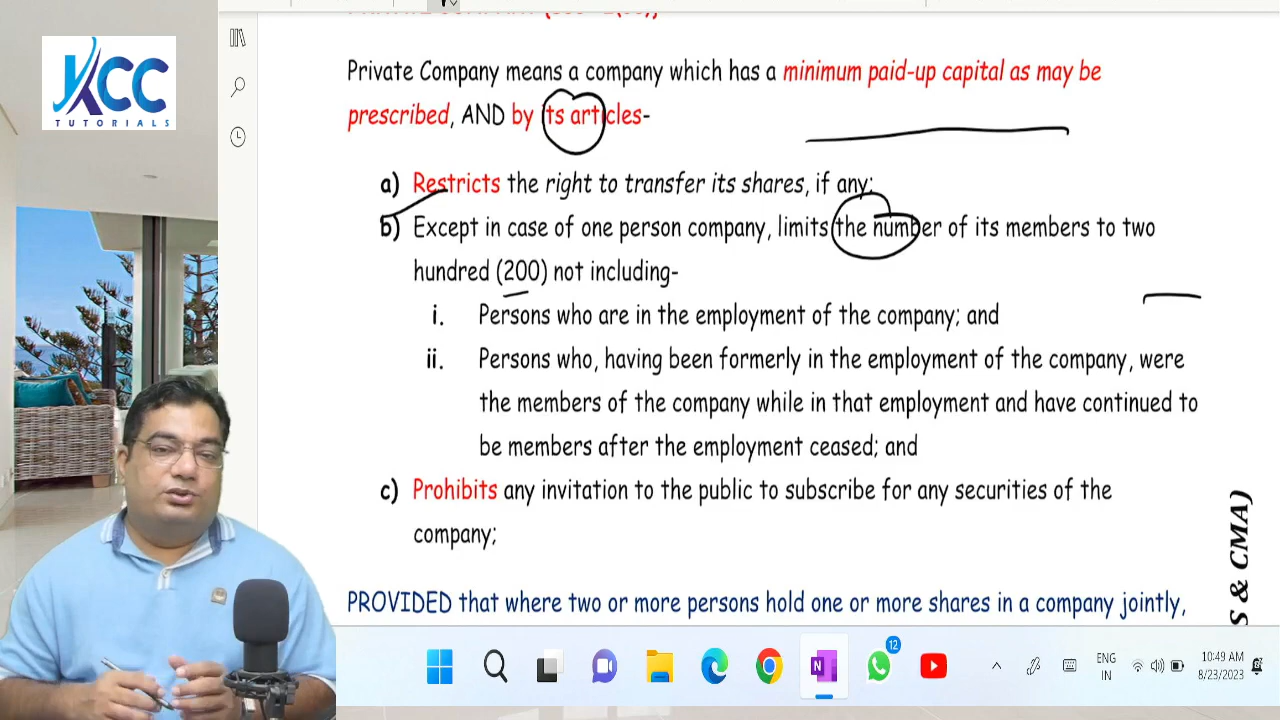 JKCC
TUTORIALS
Private Company means a company which has a minimum paid-up capital as may be
prescribed, AND by its articles-
a) Restricts the right to transfer its shares, if any;
b) Except in case of one person company, limits the number of its members to two
hundred (200) not including-
i. Persons who are in the employment of the company; and
ii. Persons who, having been formerly in the employment of the company, were
the members of the company while in that employment and have continued to
be members after the employment ceased; and
c) Prohibits any invitation to the public to subscribe for any securities of the
company;
PROVIDED that where two or more persons hold one or more shares in a company jointly,
S & CMA)
12
ENG
IN
10:49 AM
8/23/2023